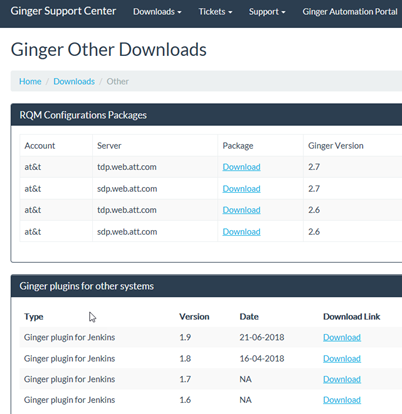 Ginger Support Center Downloads Tickets Support Ginger Automation Portal
Ginger Other Downloads
Home / Downloads / Other
RQM Configurations Packages
Account Server Package Ginger Version
at&t tdp.web.att.com Download 2.7
at&t sdp.web.att.com Download 2.7
at&t tdp.web.att.com Download 2.6
at&t sdp.web.att.com Download 2.6
Ginger plugins for other systems
Type Version Date Download Link
Ginger plugin for Jenkins 1.9 21-06-2018 Download
Ginger plugin for Jenkins 1.8 16-04-2018 Download
Ginger plugin for Jenkins 1.7 NA Download
Ginger plugin for Jenkins 1.6 NA Download